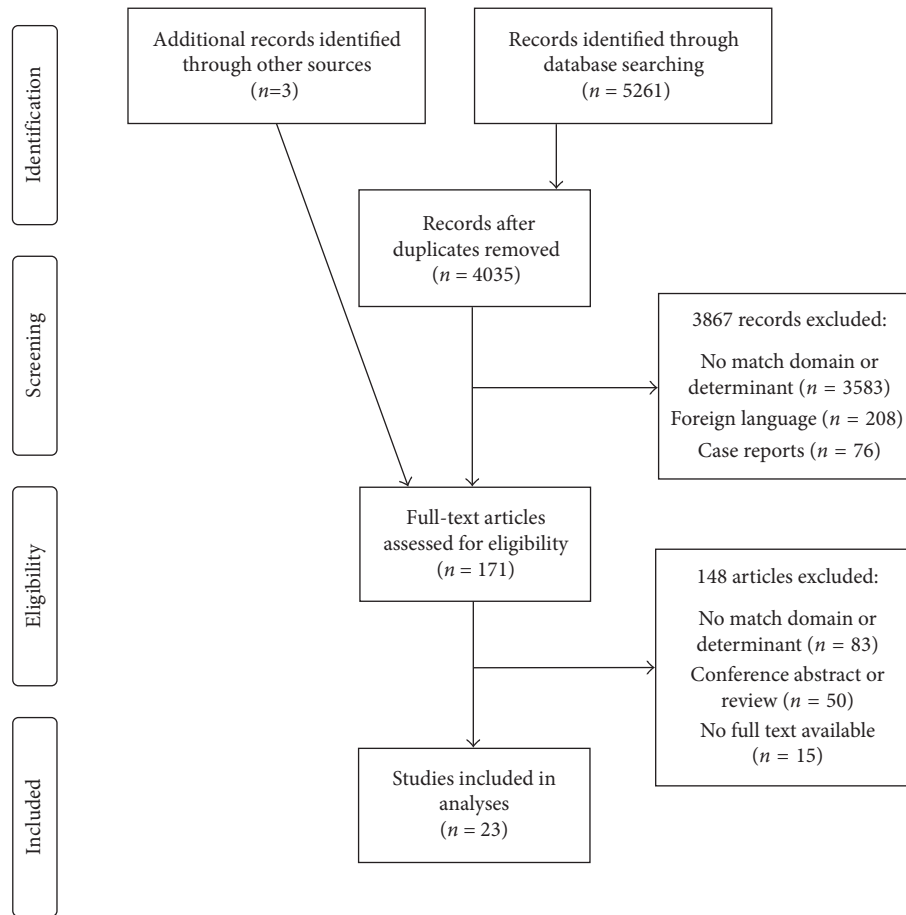 Identification
Additional records identified
through other sources
(n=3)
Records identified through
database searching
(n = 5261)
Records after
duplicates removed
(n = 4035)
Screening
3867 records excluded:
No match domain or
determinant (n = 3583)
Foreign language (n = 208)
Case reports (n = 76)
Eligibility
Full-text articles
assessed for eligibility
(n = 171)
148 articles excluded:
No match domain or
determinant (n = 83)
Conference abstract or
review (n = 50)
No full text available
(n = 15)
Included
Studies included in
analyses
(n = 23)